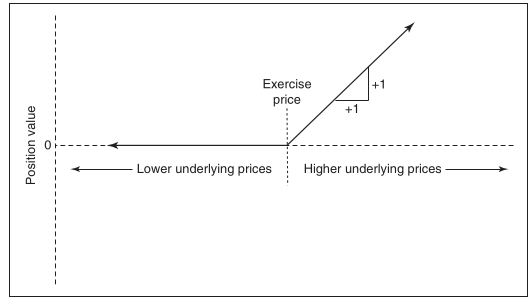 Exercise
price
+1
+1
Position value
0
Lower underlying prices
Higher underlying prices